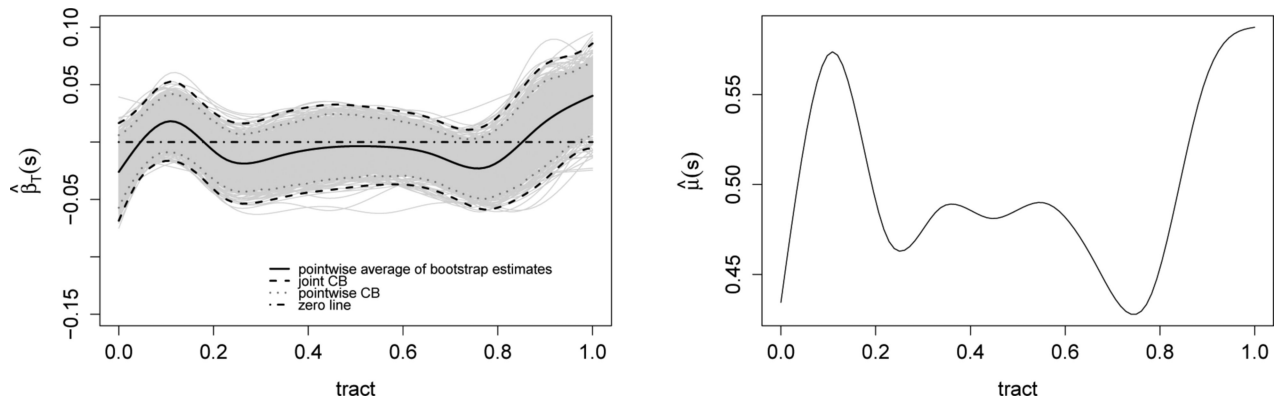 0.10
0.05
−0.05
−0.15
β̂T(s)
pointwise average of bootstrap estimates
joint CB
pointwise CB
zero line
0.0 0.2 0.4 0.6 0.8 1.0
tract
0.55
0.50
0.45
μ̂(s)
0.0 0.2 0.4 0.6 0.8 1.0
tract